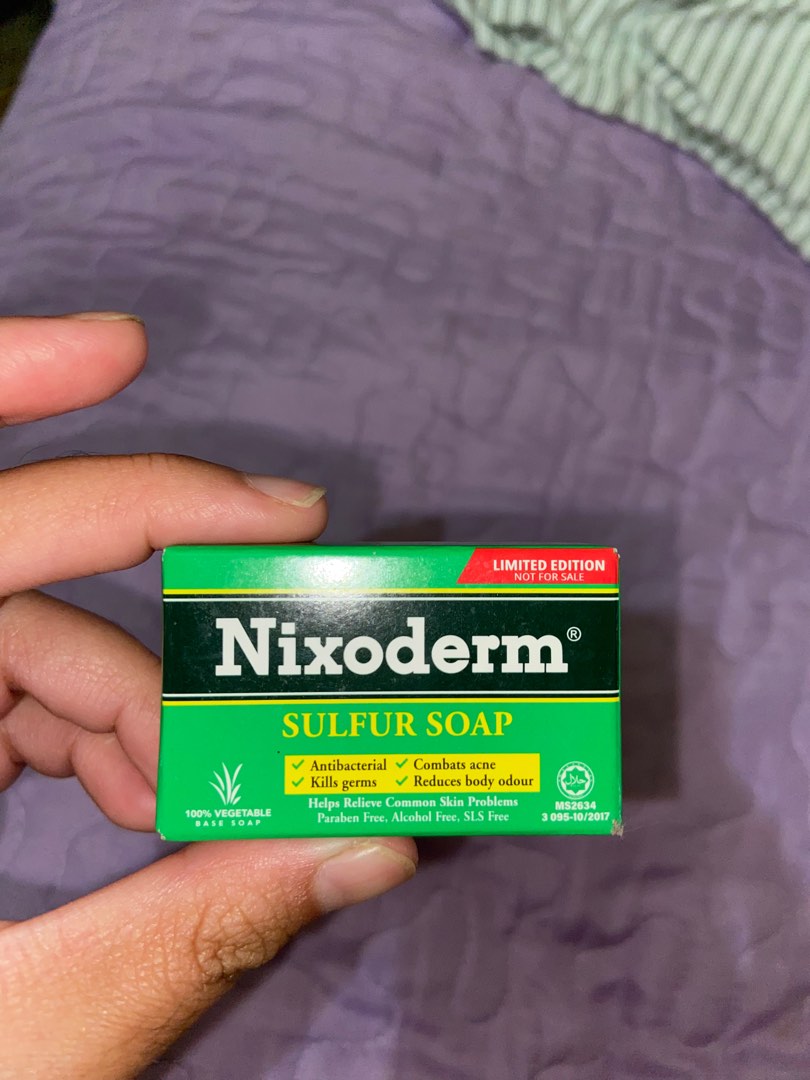 LIMITED EDITION
NOT FOR SALE
Nixoderm®
SULFUR SOAP
✓ Antibacterial ✓ Combats acne
✓ Kills germs ✓ Reduces body odour
Helps Relieve Common Skin Problems
Paraben Free, Alcohol Free, SLS Free
100% VEGETABLE
BASE SOAP
حلال
MS2634
3 095-10/2017